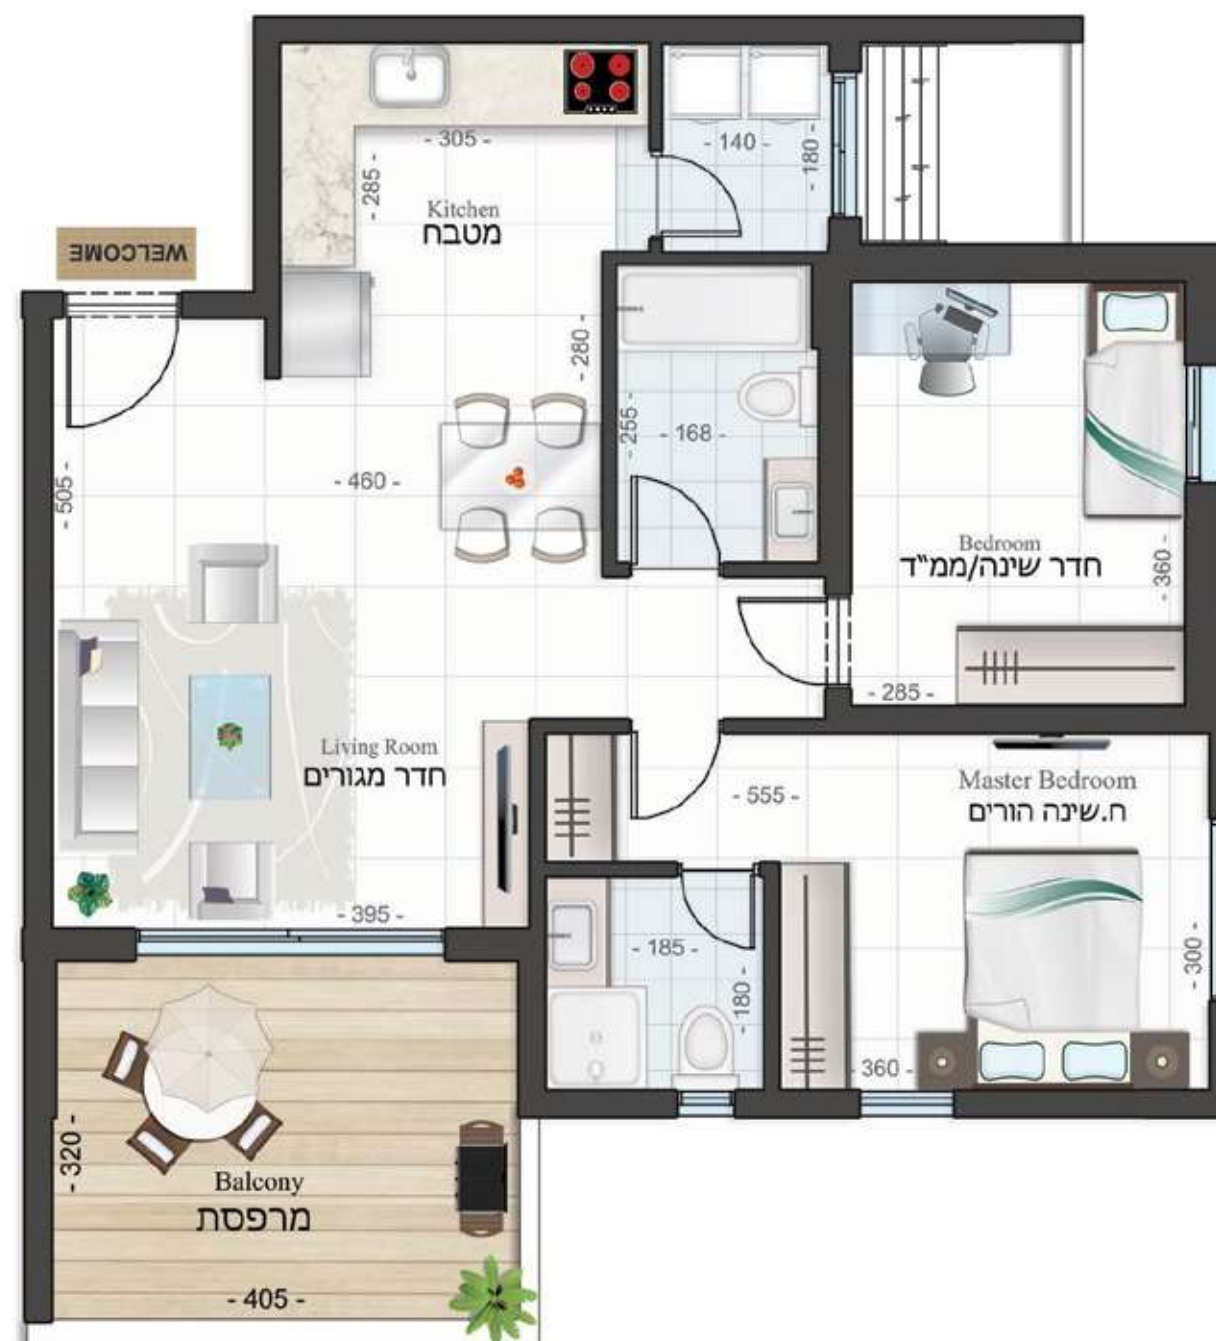 - 305 -
- 140 -
- 180 -
- 285 -
Kitchen
מטבח
WELCOME
- 280 -
- 255 -
- 168 -
- 460 -
- 505 -
Bedroom
חדר שינה/ממ"ד
- 360 -
- 285 -
Living Room
חדר מגורים
- 555 -
Master Bedroom
ח.שינה הורים
- 395 -
- 185 -
- 180 -
- 300 -
- 360 -
- 320 -
Balcony
מרפסת
- 405 -